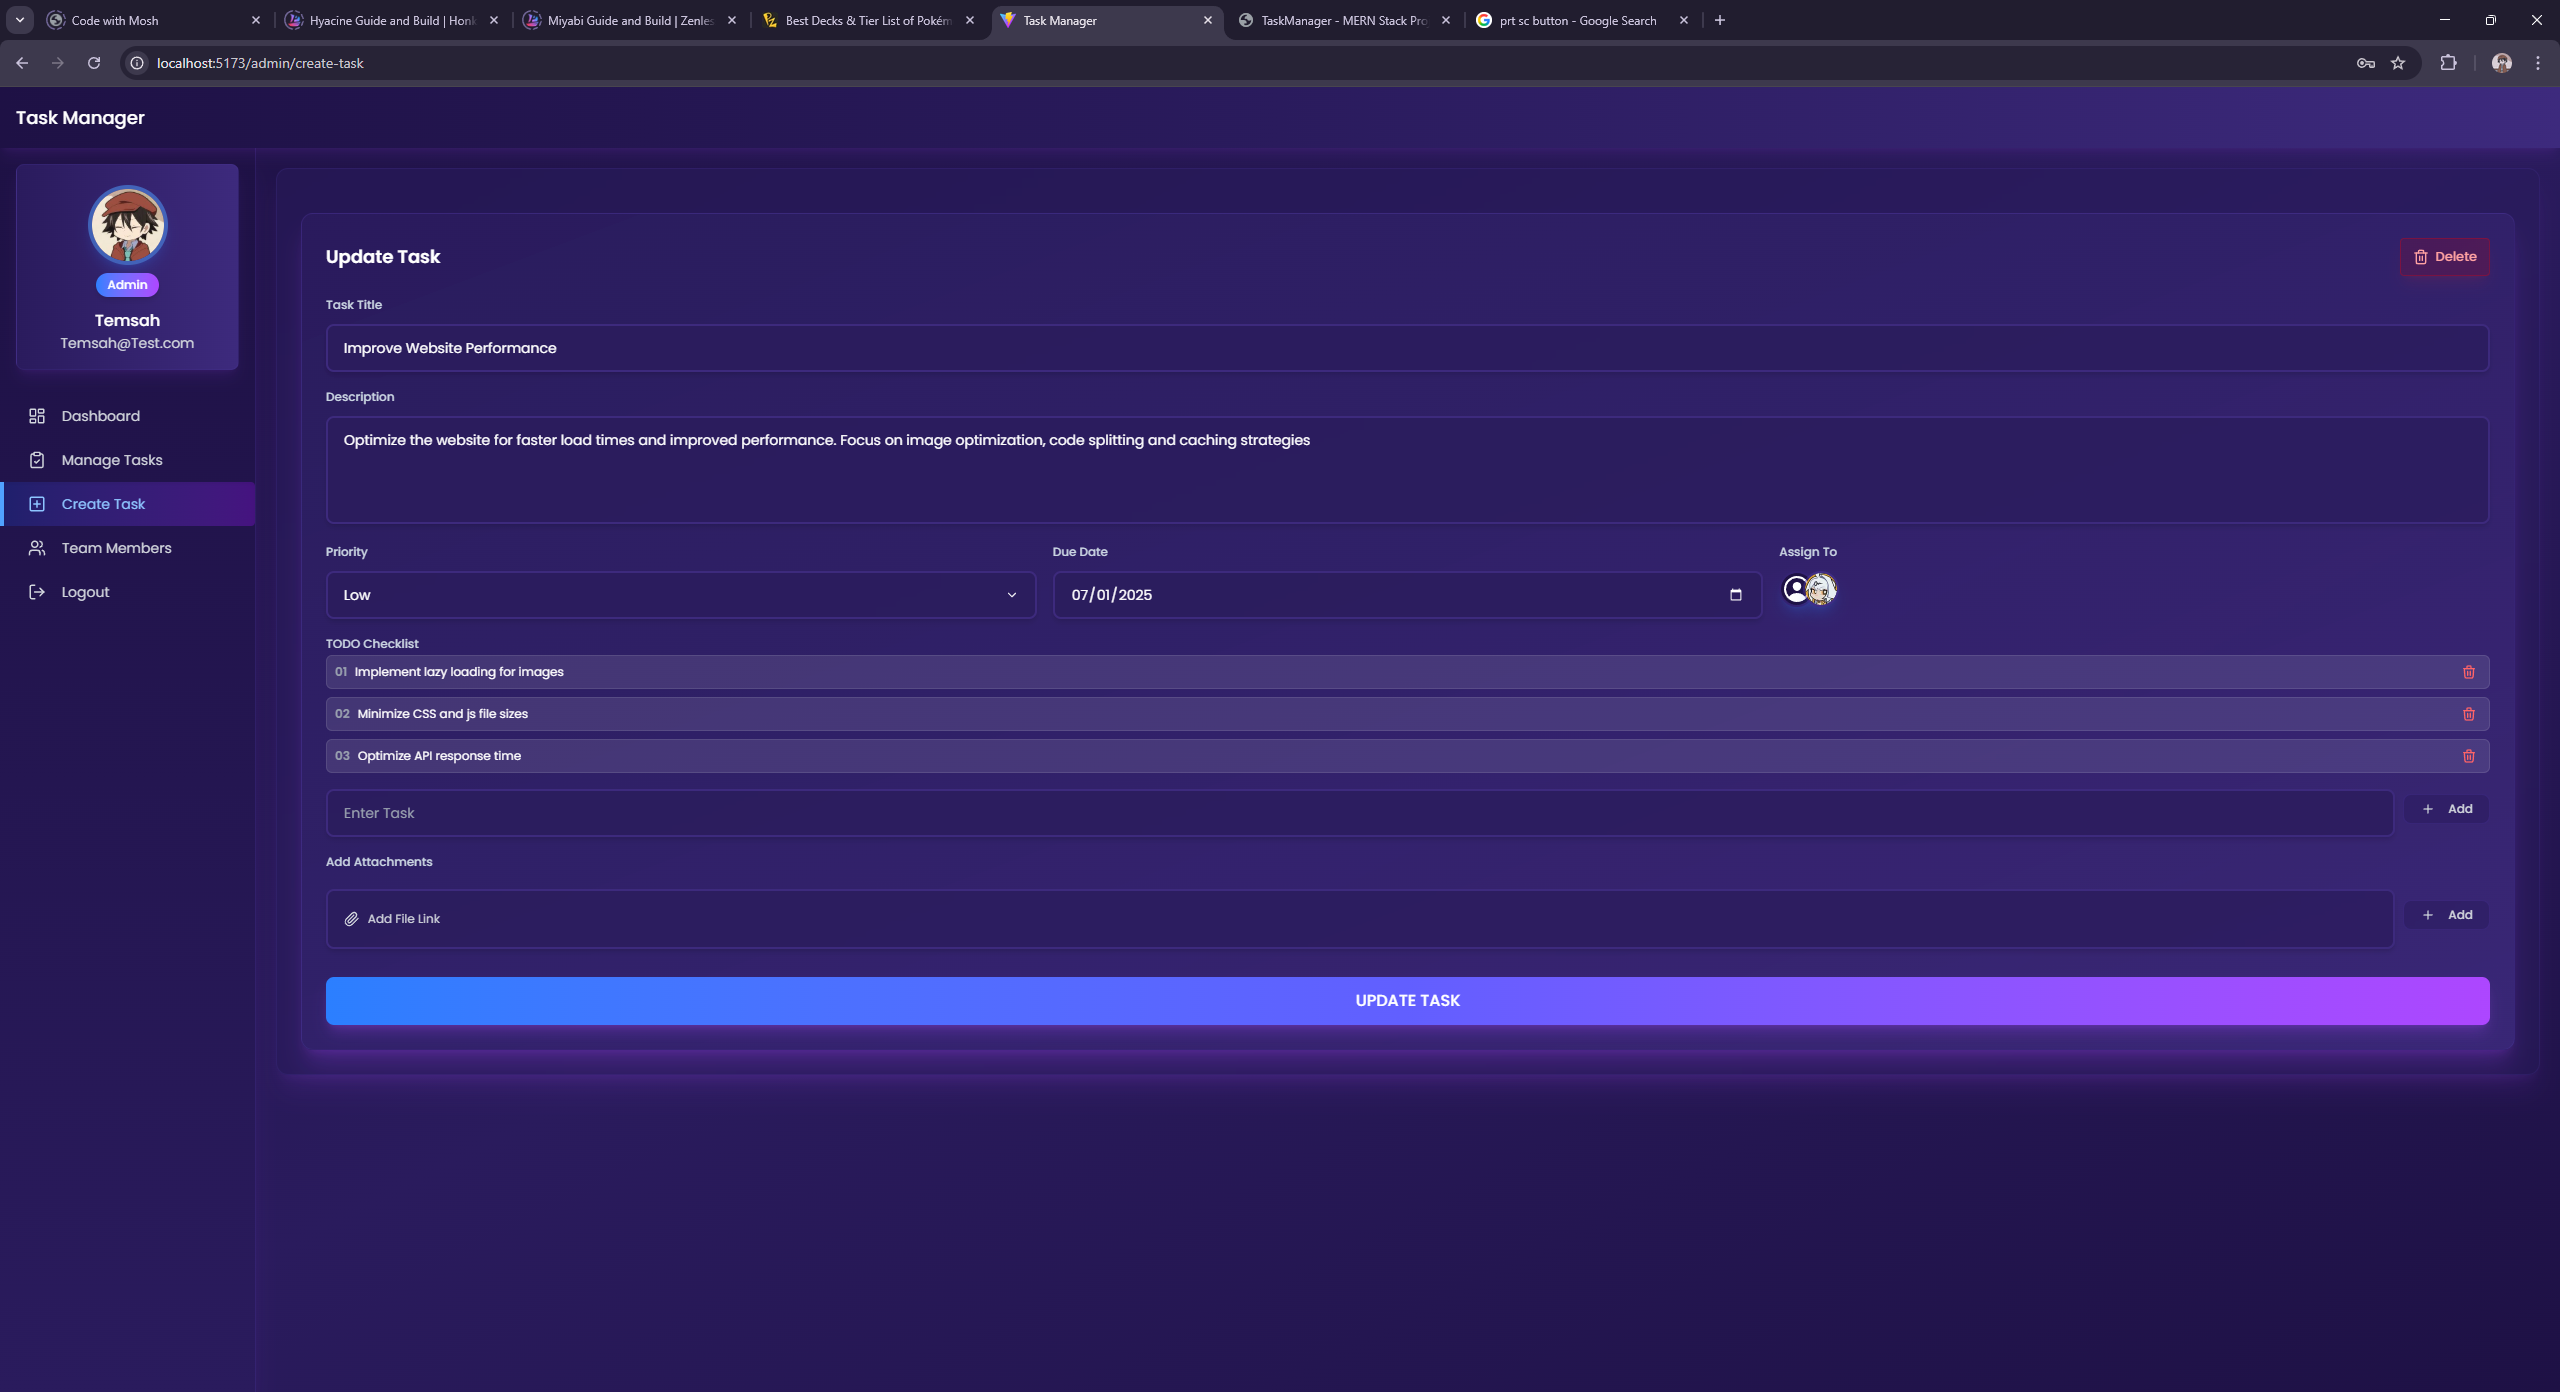 Code with Mosh
Hyacine Guide and Build | Honk
Miyabi Guide and Build | Zenles
Best Decks & Tier List of Pokém
Task Manager
TaskManager - MERN Stack Pro
prt sc button - Google Search
localhost:5173/admin/create-task
Task Manager
Admin
Temsah
Temsah@Test.com
Dashboard
Manage Tasks
Create Task
Team Members
Logout
Update Task
Delete
Task Title
Improve Website Performance
Description
Optimize the website for faster load times and improved performance. Focus on image optimization, code splitting and caching strategies
Priority
Due Date
Assign To
Low
07/01/2025
TODO Checklist
01 Implement lazy loading for images
02 Minimize CSS and js file sizes
03 Optimize API response time
Enter Task
+ Add
Add Attachments
Add File Link
+ Add
UPDATE TASK